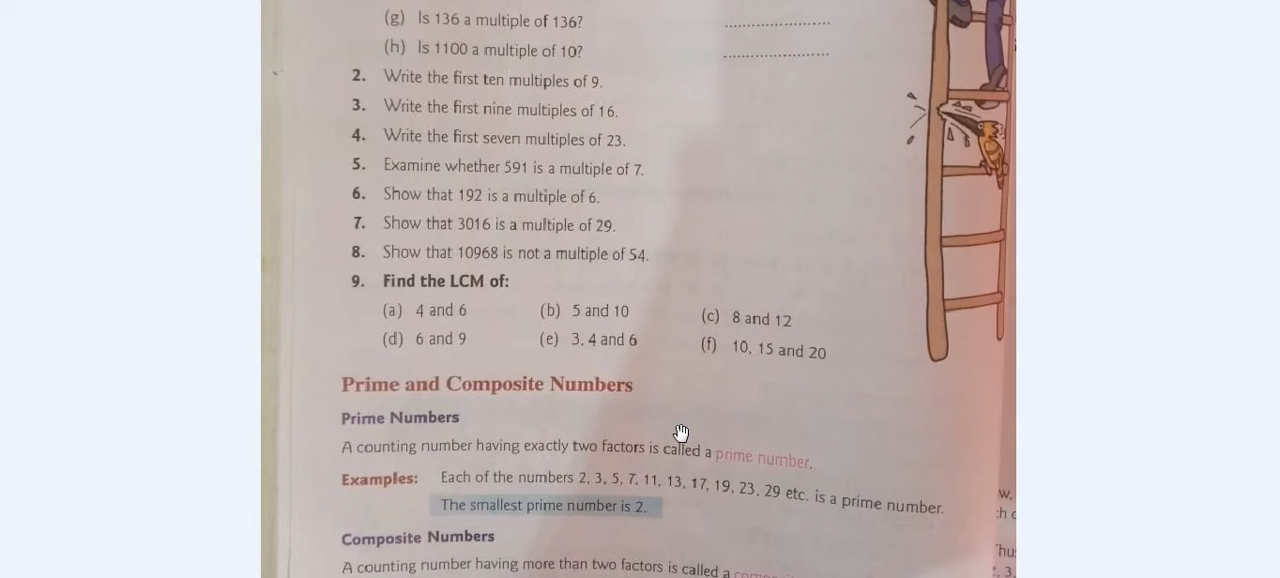 (g) Is 136 a multiple of 136? ........................
(h) Is 1100 a multiple of 10? ........................
2. Write the first ten multiples of 9.
3. Write the first nine multiples of 16.
4. Write the first seven multiples of 23.
5. Examine whether 591 is a multiple of 7.
6. Show that 192 is a multiple of 6.
7. Show that 3016 is a multiple of 29.
8. Show that 10968 is not a multiple of 54.
9. Find the LCM of:
(a) 4 and 6 (b) 5 and 10 (c) 8 and 12
(d) 6 and 9 (e) 3, 4 and 6 (f) 10, 15 and 20
Prime and Composite Numbers
Prime Numbers
A counting number having exactly two factors is called a prime number.
Examples: Each of the numbers 2, 3, 5, 7, 11, 13, 17, 19, 23, 29 etc. is a prime number.
The smallest prime number is 2.
Composite Numbers
A counting number having more than two factors is called a